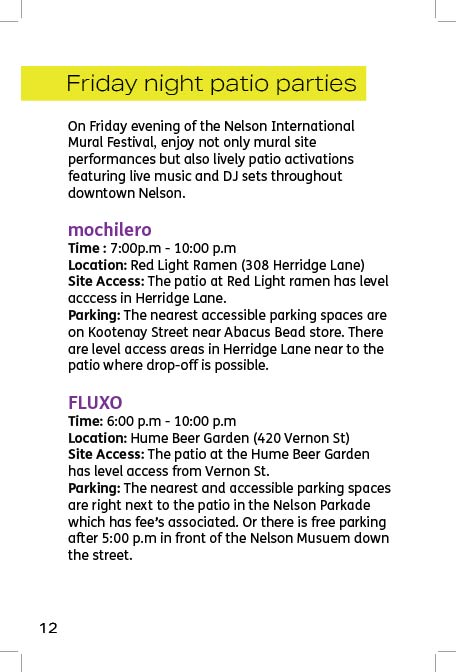 Friday night patio parties
On Friday evening of the Nelson International
Mural Festival, enjoy not only mural site
performances but also lively patio activations
featuring live music and DJ sets throughout
downtown Nelson.
mochilero
Time : 7:00p.m - 10:00 p.m
Location: Red Light Ramen (308 Herridge Lane)
Site Access: The patio at Red Light ramen has level
acccess in Herridge Lane.
Parking: The nearest accessible parking spaces are
on Kootenay Street near Abacus Bead store. There
are level access areas in Herridge Lane near to the
patio where drop-off is possible.
FLUXO
Time: 6:00 p.m - 10:00 p.m
Location: Hume Beer Garden (420 Vernon St)
Site Access: The patio at the Hume Beer Garden
has level access from Vernon St.
Parking: The nearest and accessible parking spaces
are right next to the patio in the Nelson Parkade
which has fee's associated. Or there is free parking
after 5:00 p.m in front of the Nelson Musuem down
the street.
12